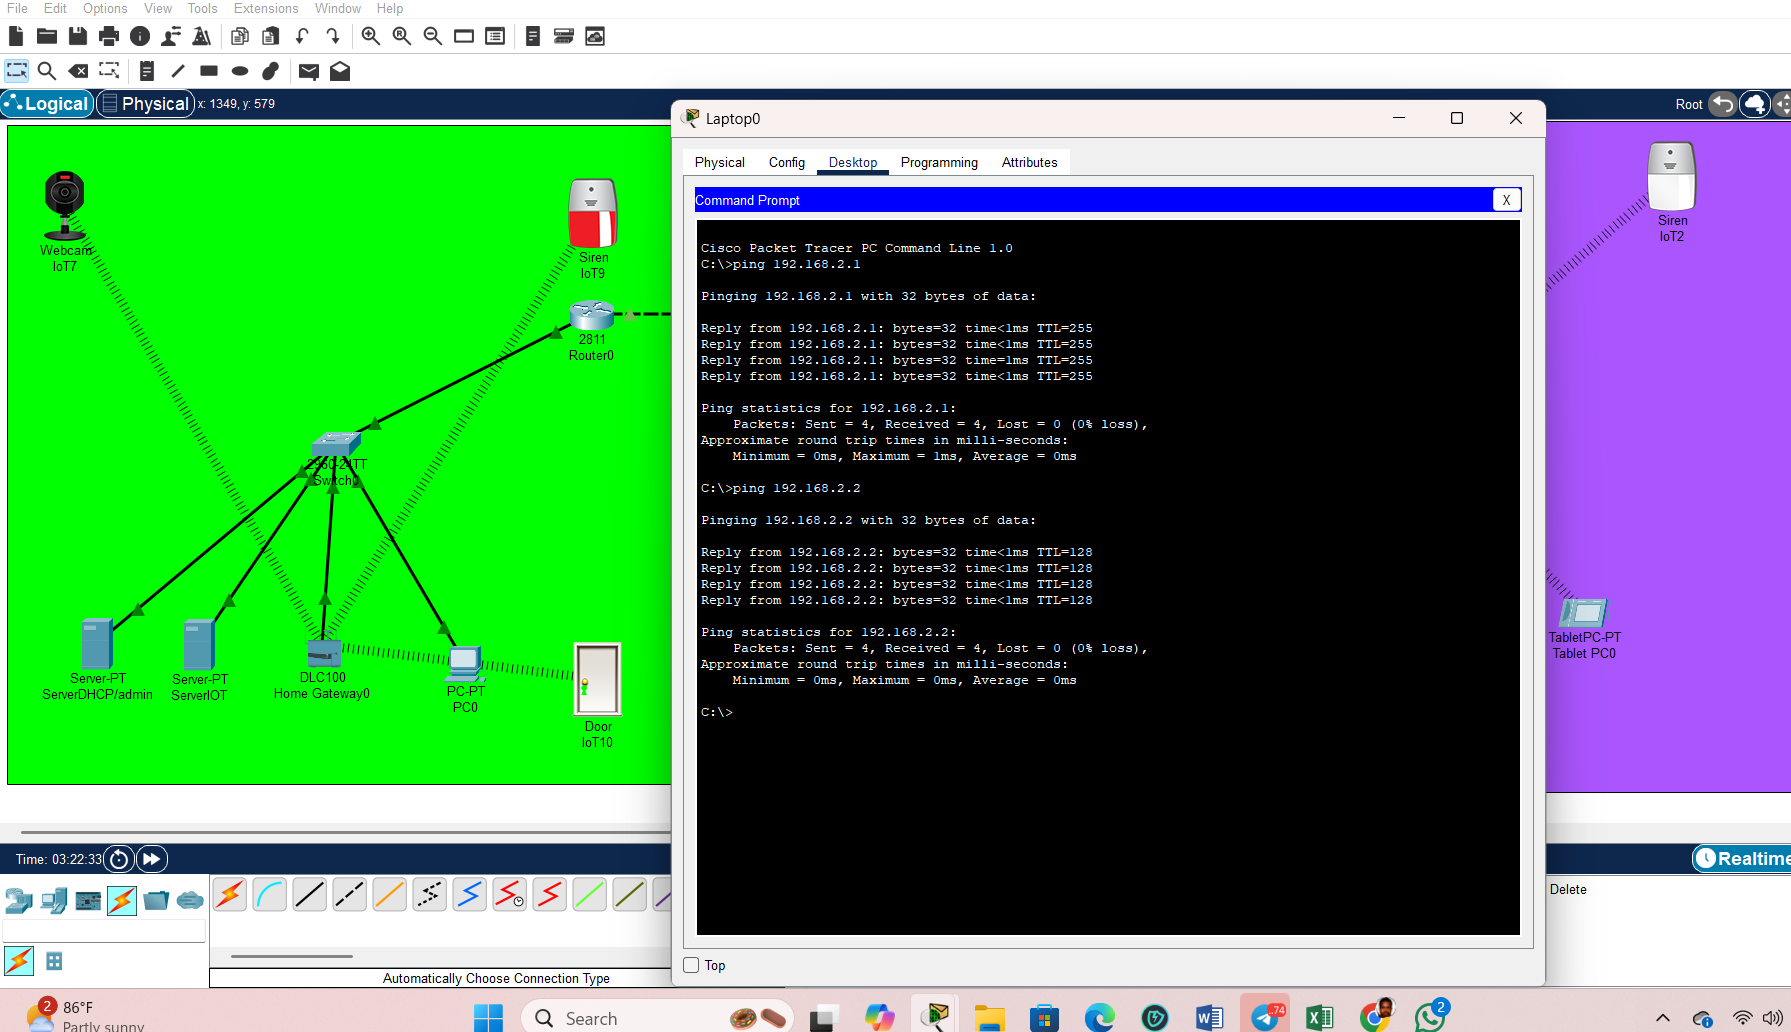 File Edit Options View Tools Extensions Window Help
Logical Physical x: 1349, y: 579
Root
Laptop0
Physical Config Desktop Programming Attributes
Command Prompt X
Cisco Packet Tracer PC Command Line 1.0
C:\>ping 192.168.2.1
Pinging 192.168.2.1 with 32 bytes of data:
Reply from 192.168.2.1: bytes=32 time<1ms TTL=255
Reply from 192.168.2.1: bytes=32 time<1ms TTL=255
Reply from 192.168.2.1: bytes=32 time=1ms TTL=255
Reply from 192.168.2.1: bytes=32 time<1ms TTL=255
Ping statistics for 192.168.2.1:
Packets: Sent = 4, Received = 4, Lost = 0 (0% loss),
Approximate round trip times in milli-seconds:
Minimum = 0ms, Maximum = 1ms, Average = 0ms
C:\>ping 192.168.2.2
Pinging 192.168.2.2 with 32 bytes of data:
Reply from 192.168.2.2: bytes=32 time<1ms TTL=128
Reply from 192.168.2.2: bytes=32 time<1ms TTL=128
Reply from 192.168.2.2: bytes=32 time<1ms TTL=128
Reply from 192.168.2.2: bytes=32 time<1ms TTL=128
Ping statistics for 192.168.2.2:
Packets: Sent = 4, Received = 4, Lost = 0 (0% loss),
Approximate round trip times in milli-seconds:
Minimum = 0ms, Maximum = 0ms, Average = 0ms
C:\>
Top
Webcam
IoT7
Siren
IoT9
2811
Router0
2960-24TT
Switch0
Server-PT
ServerDHCP/admin
Server-PT
ServerIOT
DLC100
Home Gateway0
PC-PT
PC0
Door
IoT10
Siren
IoT2
TabletPC-PT
Tablet PC0
Time: 03:22:33
Realtime
Delete
Automatically Choose Connection Type
2
86°F
Partly sunny
Search
74
2